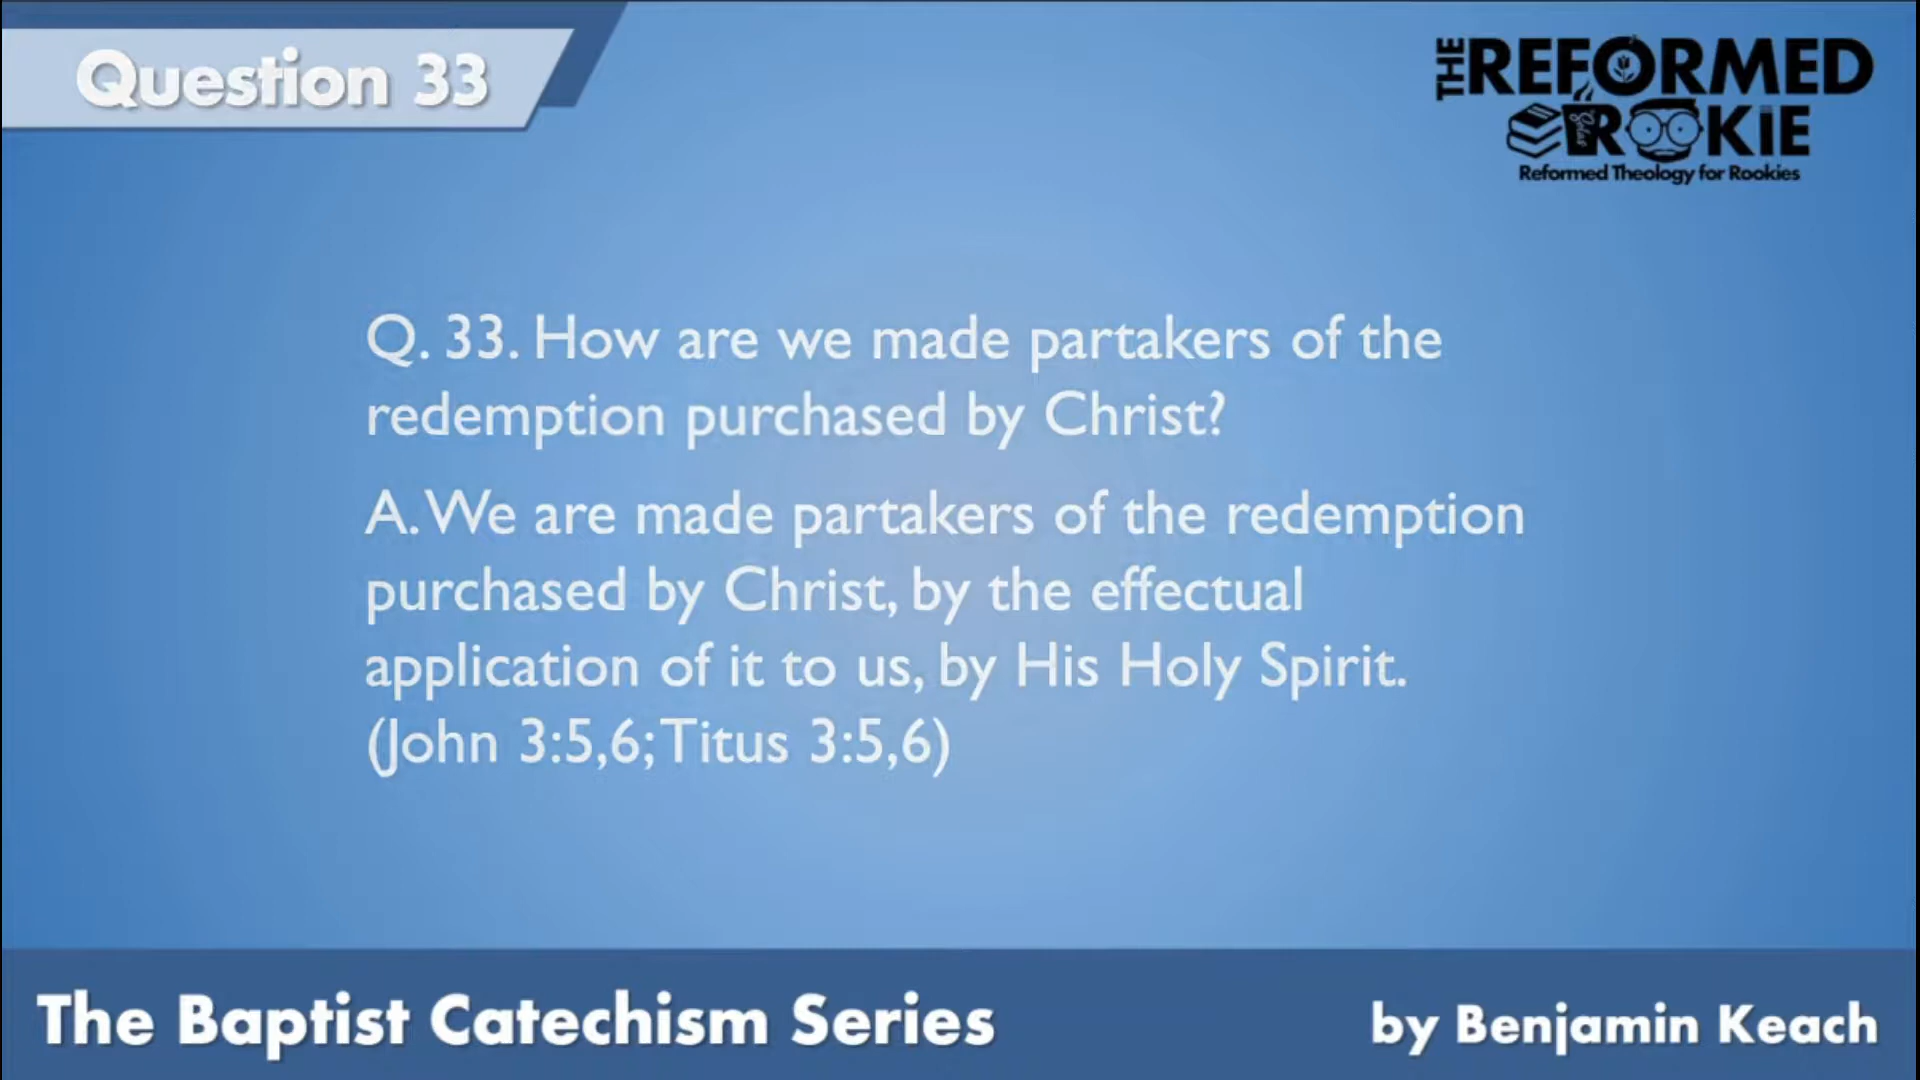 Question 33
THE REFORMED
ROOKIE
Reformed Theology for Rookies
Q. 33. How are we made partakers of the
redemption purchased by Christ?
A. We are made partakers of the redemption
purchased by Christ, by the effectual
application of it to us, by His Holy Spirit.
(John 3:5,6; Titus 3:5,6)
The Baptist Catechism Series
by Benjamin Keach